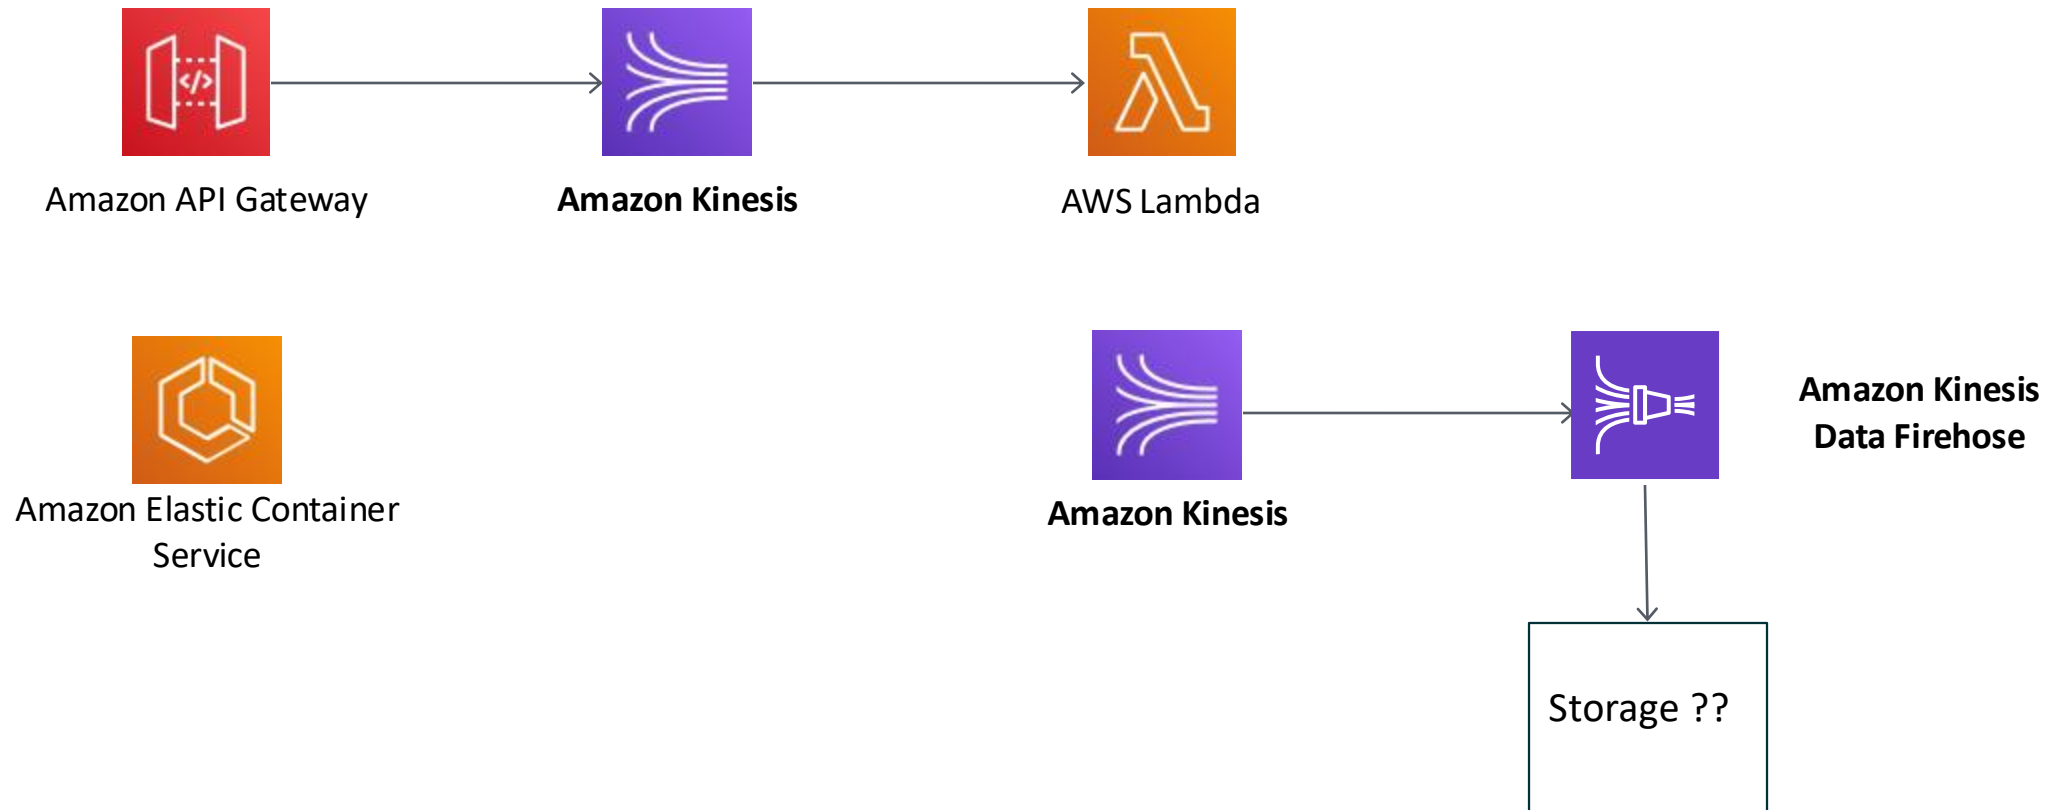 </>
Amazon API Gateway
Amazon Kinesis
AWS Lambda
Amazon Elastic Container
Service
Amazon Kinesis
Amazon Kinesis
Data Firehose
Storage ??